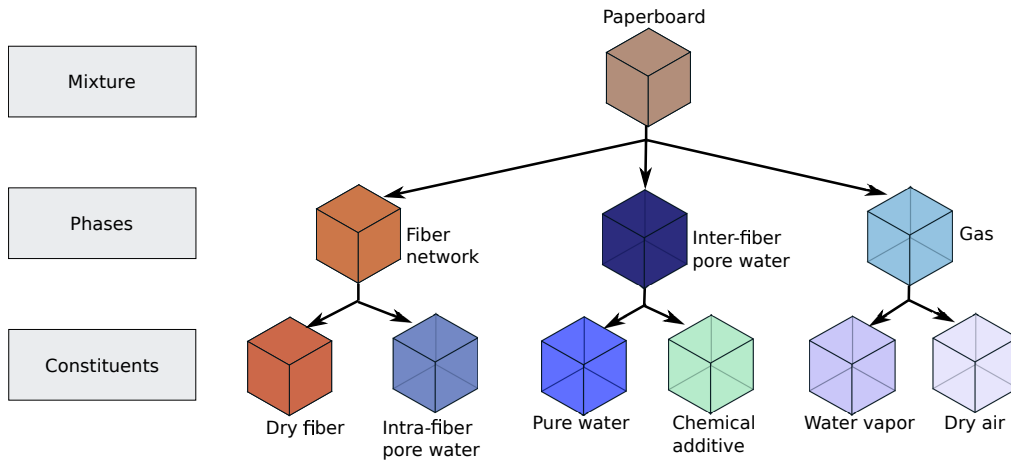 Paperboard
Mixture
Phases
Fiber
network
Inter-fiber
pore water
Gas
Constituents
Dry fiber
Intra-fiber
pore water
Pure water
Chemical
additive
Water vapor
Dry air